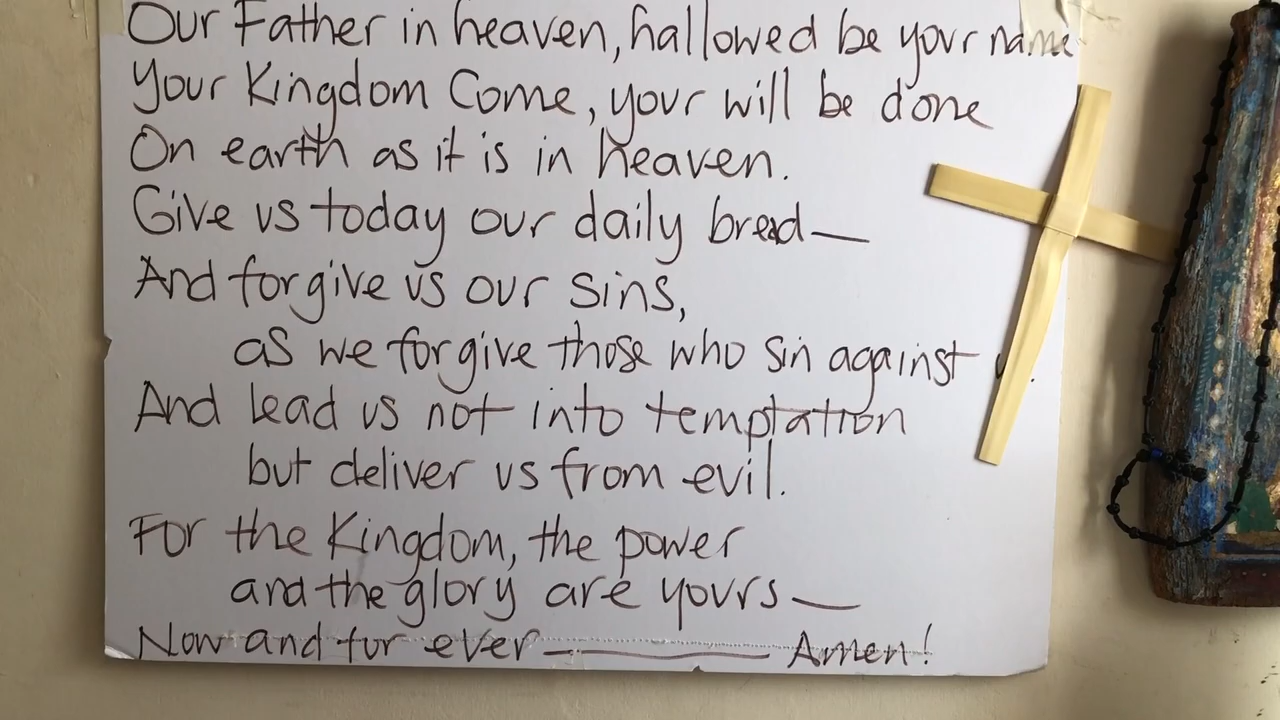 Our Father in heaven, hallowed be your name
Your Kingdom Come, your will be done
On earth as it is in heaven.
Give us today our daily bread—
And forgive us our sins,
as we forgive those who sin against
And lead us not into temptation
but deliver us from evil.
For the Kingdom, the power
and the glory are yours—
Now and for ever — Amen!